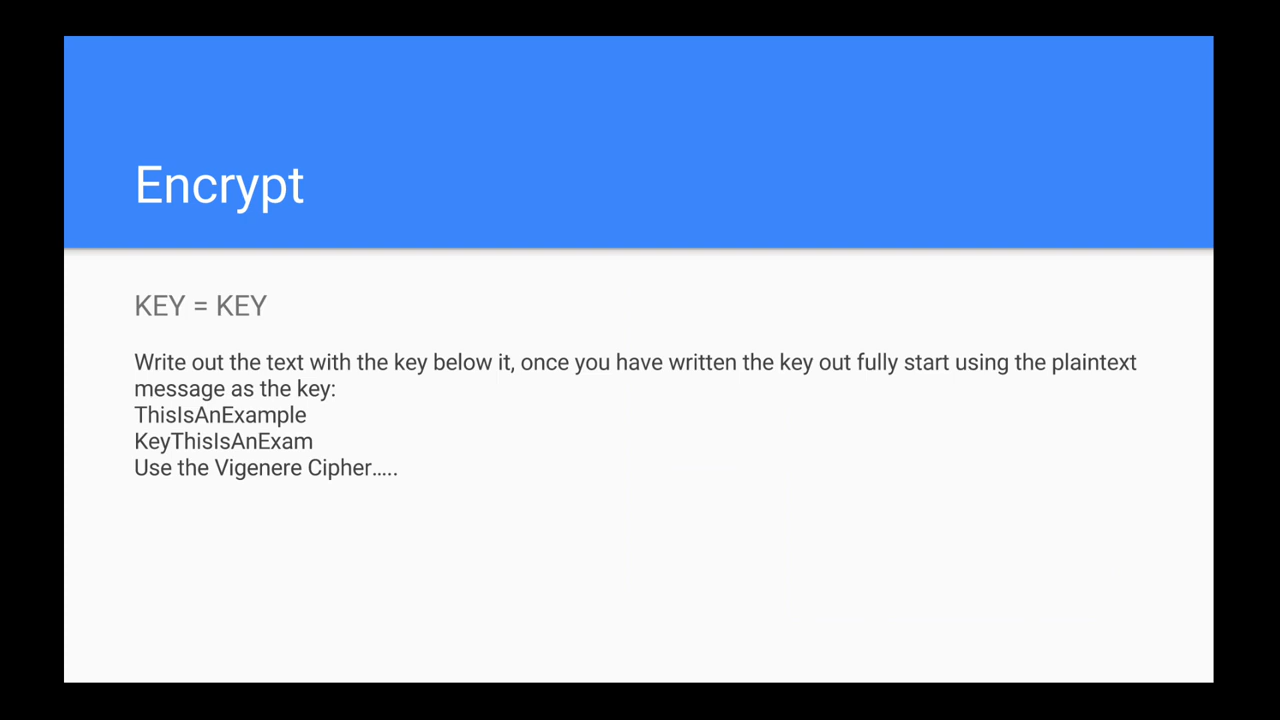 Encrypt
KEY = KEY
Write out the text with the key below it, once you have written the key out fully start using the plaintext
message as the key:
ThisIsAnExample
KeyThisIsAnExam
Use the Vigenere Cipher…..